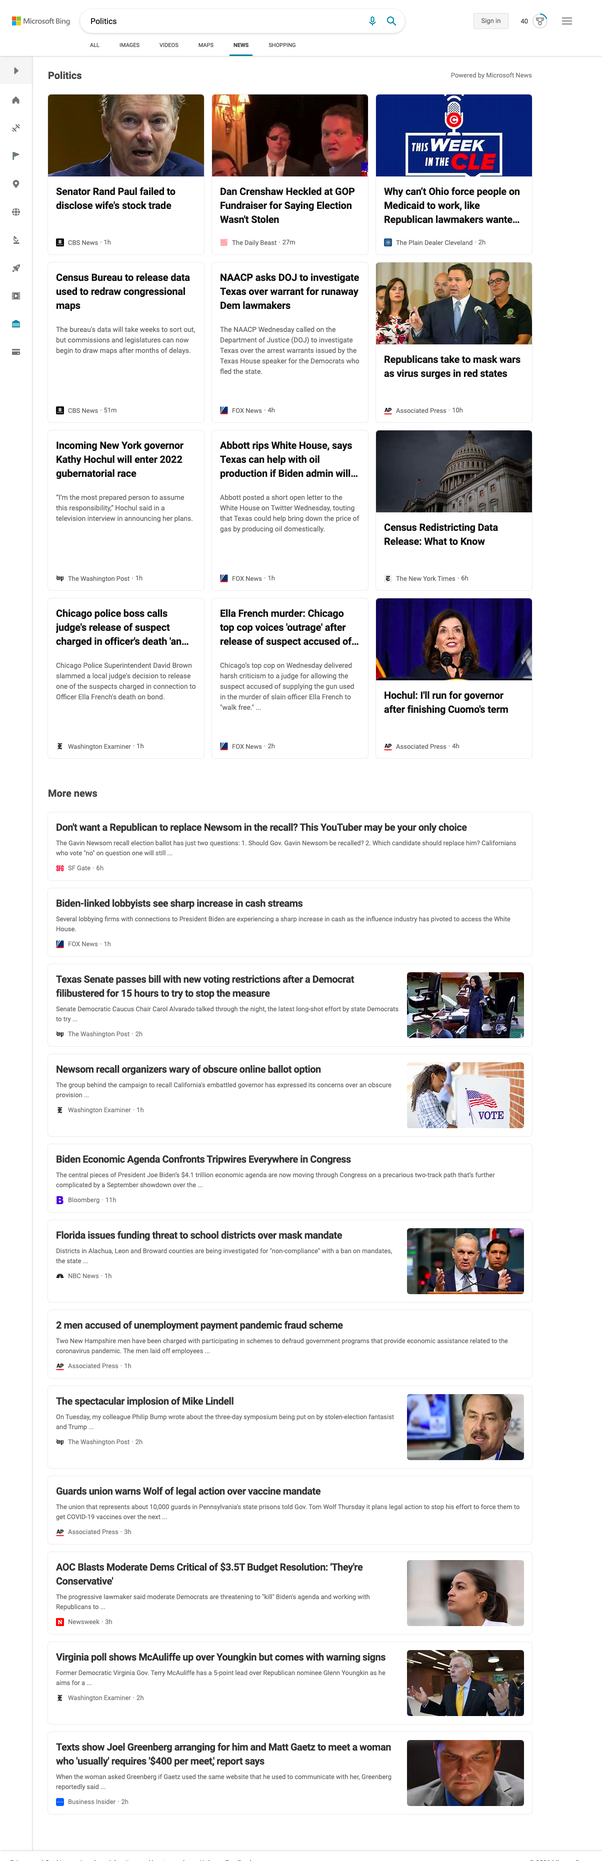 Microsoft Bing
Politics
Sign in
40
ALL
IMAGES
VIDEOS
MAPS
NEWS
SHOPPING
Politics
Powered by Microsoft News
Senator Rand Paul failed to
disclose wife's stock trade
CBS News · 1h
Dan Crenshaw Heckled at GOP
Fundraiser for Saying Election
Wasn't Stolen
The Daily Beast · 27m
THIS WEEK
IN THE CLE
Why can't Ohio force people on
Medicaid to work, like
Republican lawmakers wante...
The Plain Dealer Cleveland · 2h
Census Bureau to release data
used to redraw congressional
maps
The bureau's data will take weeks to sort out,
but commissions and legislatures can now
begin to draw maps after months of delays.
CBS News · 51m
NAACP asks DOJ to investigate
Texas over warrant for runaway
Dem lawmakers
The NAACP Wednesday called on the
Department of Justice (DOJ) to investigate
Texas over the arrest warrants issued by the
Texas House speaker for the Democrats who
fled the state.
FOX News · 4h
Republicans take to mask wars
as virus surges in red states
AP Associated Press · 10h
Incoming New York governor
Kathy Hochul will enter 2022
gubernatorial race
"I'm the most prepared person to assume
this responsibility," Hochul said in a
television interview in announcing her plans.
wp The Washington Post · 1h
Abbott rips White House, says
Texas can help with oil
production if Biden admin will...
Abbott posted a short open letter to the
White House on Twitter Wednesday, touting
that Texas could help bring down the price of
gas by producing oil domestically.
FOX News · 1h
Census Redistricting Data
Release: What to Know
The New York Times · 6h
Chicago police boss calls
judge's release of suspect
charged in officer's death 'an...
Chicago Police Superintendent David Brown
slammed a local judge's decision to release
one of the suspects charged in connection to
Officer Ella French's death on bond.
Washington Examiner · 1h
Ella French murder: Chicago
top cop voices 'outrage' after
release of suspect accused of...
Chicago's top cop on Wednesday delivered
harsh criticism to a judge for allowing the
suspect accused of supplying the gun used
in the murder of slain officer Ella French to
"walk free." ...
FOX News · 2h
Hochul: I'll run for governor
after finishing Cuomo's term
AP Associated Press · 4h
More news
Don't want a Republican to replace Newsom in the recall? This YouTuber may be your only choice
The Gavin Newsom recall election ballot has just two questions: 1. Should Gov. Gavin Newsom be recalled? 2. Which candidate should replace him? Californians
who vote "no" on question one will still ...
SF Gate · 6h
Biden-linked lobbyists see sharp increase in cash streams
Several lobbying firms with connections to President Biden are experiencing a sharp increase in cash as the influence industry has pivoted to access the White
House.
FOX News · 1h
Texas Senate passes bill with new voting restrictions after a Democrat
filibustered for 15 hours to try to stop the measure
Senate Democratic Caucus Chair Carol Alvarado talked through the night, the latest long-shot effort by state Democrats
to try ...
wp The Washington Post · 2h
Newsom recall organizers wary of obscure online ballot option
The group behind the campaign to recall California's embattled governor has expressed its concerns over an obscure
provision ...
Washington Examiner · 1h
VOTE
Biden Economic Agenda Confronts Tripwires Everywhere in Congress
The central pieces of President Joe Biden's $4.1 trillion economic agenda are now moving through Congress on a precarious two-track path that's further
complicated by a September showdown over the ...
B Bloomberg · 11h
Florida issues funding threat to school districts over mask mandate
Districts in Alachua, Leon and Broward counties are being investigated for "non-compliance" with a ban on mandates,
the state ...
NBC News · 1h
2 men accused of unemployment payment pandemic fraud scheme
Two New Hampshire men have been charged with participating in schemes to defraud government programs that provide economic assistance related to the
coronavirus pandemic. The men laid off employees ...
AP Associated Press · 1h
The spectacular implosion of Mike Lindell
On Tuesday, my colleague Philip Bump wrote about the three-day symposium being put on by stolen-election fantasist
and Trump ...
wp The Washington Post · 2h
Guards union warns Wolf of legal action over vaccine mandate
The union that represents about 10,000 guards in Pennsylvania's state prisons told Gov. Tom Wolf Thursday it plans legal action to stop his effort to force them to
get COVID-19 vaccines over the next ...
AP Associated Press · 3h
AOC Blasts Moderate Dems Critical of $3.5T Budget Resolution: 'They're
Conservative'
The progressive lawmaker said moderate Democrats are threatening to "kill" Biden's agenda and working with
Republicans to ...
N Newsweek · 3h
Virginia poll shows McAuliffe up over Youngkin but comes with warning signs
Former Democratic Virginia Gov. Terry McAuliffe has a 5-point lead over Republican nominee Glenn Youngkin as he
aims for a ...
Washington Examiner · 2h
Texts show Joel Greenberg arranging for him and Matt Gaetz to meet a woman
who 'usually' requires '$400 per meet,' report says
When the woman asked Greenberg if Gaetz used the same website that he used to communicate with her, Greenberg
reportedly said ...
Business Insider · 2h